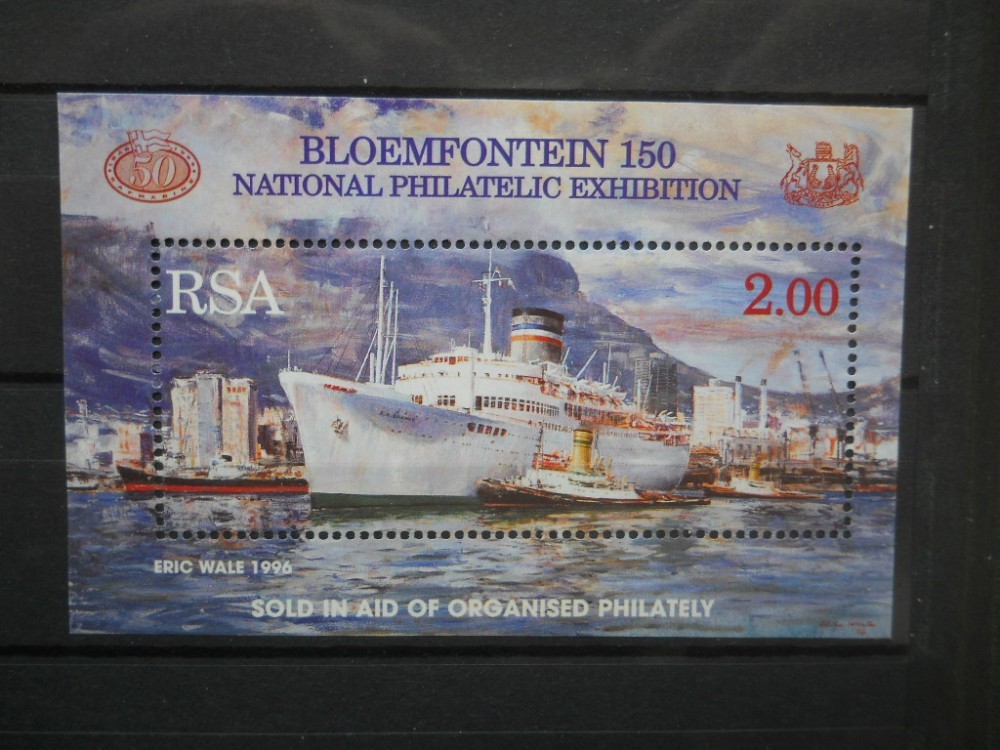 BLOEMFONTEIN 150
NATIONAL PHILATELIC EXHIBITION
50
RSA
2.00
ERIC WALE 1996
SOLD IN AID OF ORGANISED PHILATELY